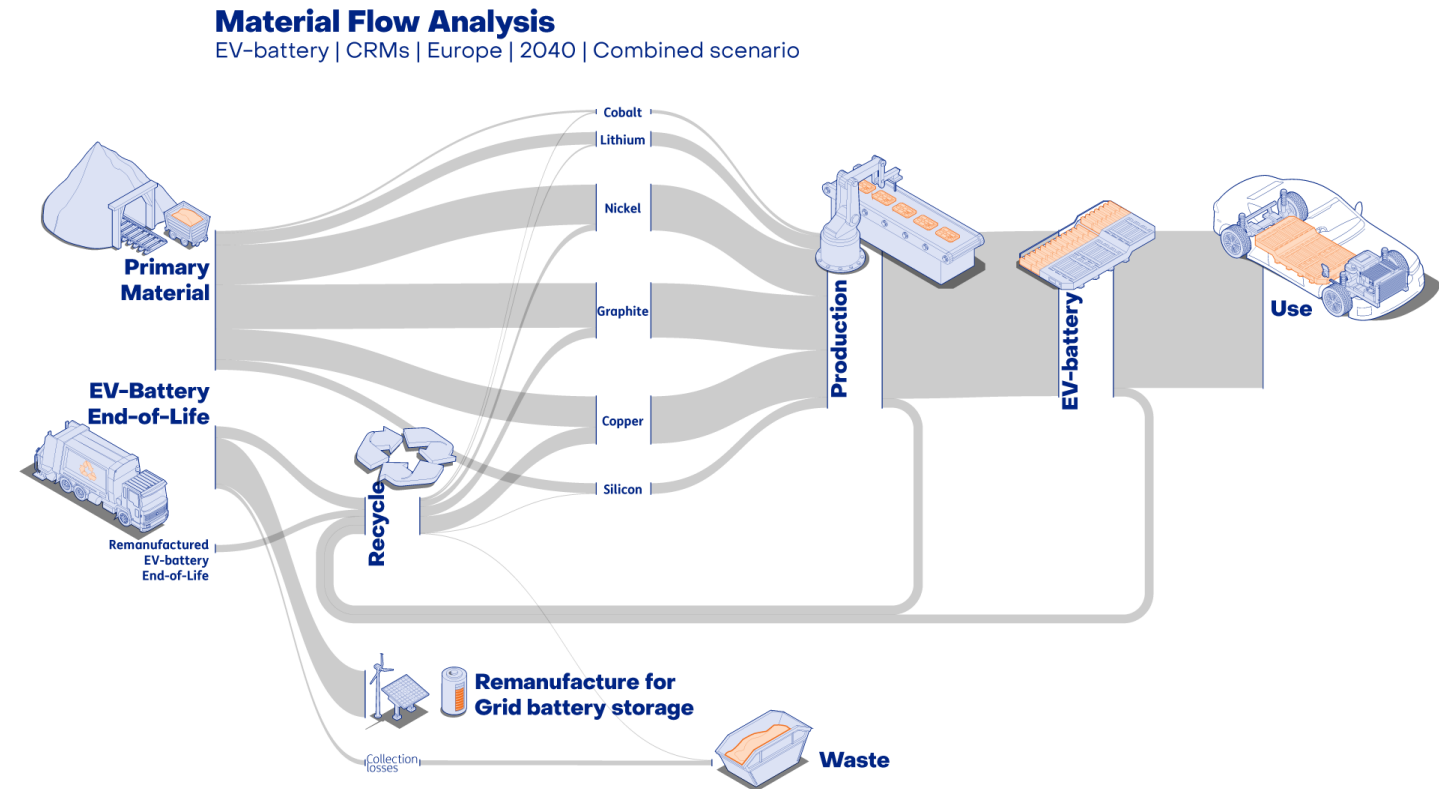 Material Flow Analysis
EV-battery | CRMs | Europe | 2040 | Combined scenario
Cobalt
Lithium
Nickel
Graphite
Copper
Silicon
Primary
Material
EV-Battery
End-of-Life
Remanufactured
EV-battery
End-of-Life
Recycle
Production
EV-battery
Use
Remanufacture for
Grid battery storage
Collection
losses
Waste